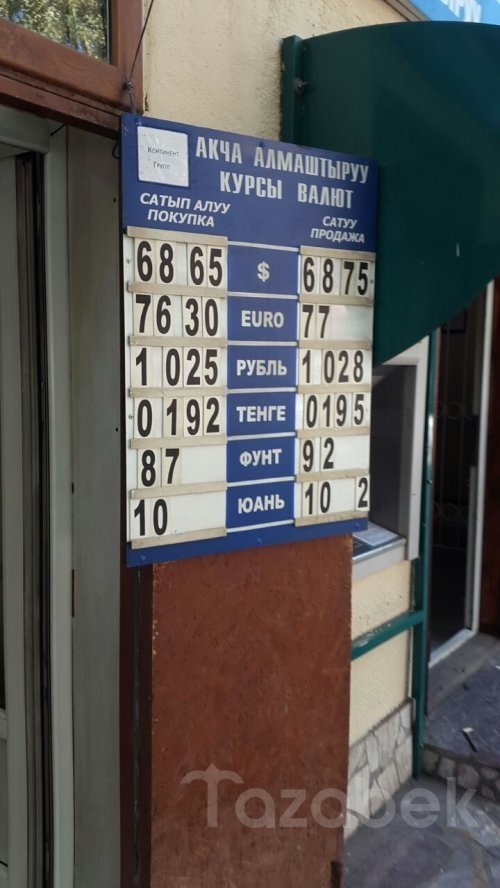 Континент
Групп
АКЧА АЛМАШТЫРУУ
КУРСЫ ВАЛЮТ
САТЫП АЛУУ
ПОКУПКА
САТУУ
ПРОДАЖА
68 65 $ 68 75
76 30 EURO 77
1 025 РУБЛЬ 1 028
0 192 ТЕНГЕ 0 195
87 ФУНТ 92
10 ЮАНЬ 10 2
Tazabek